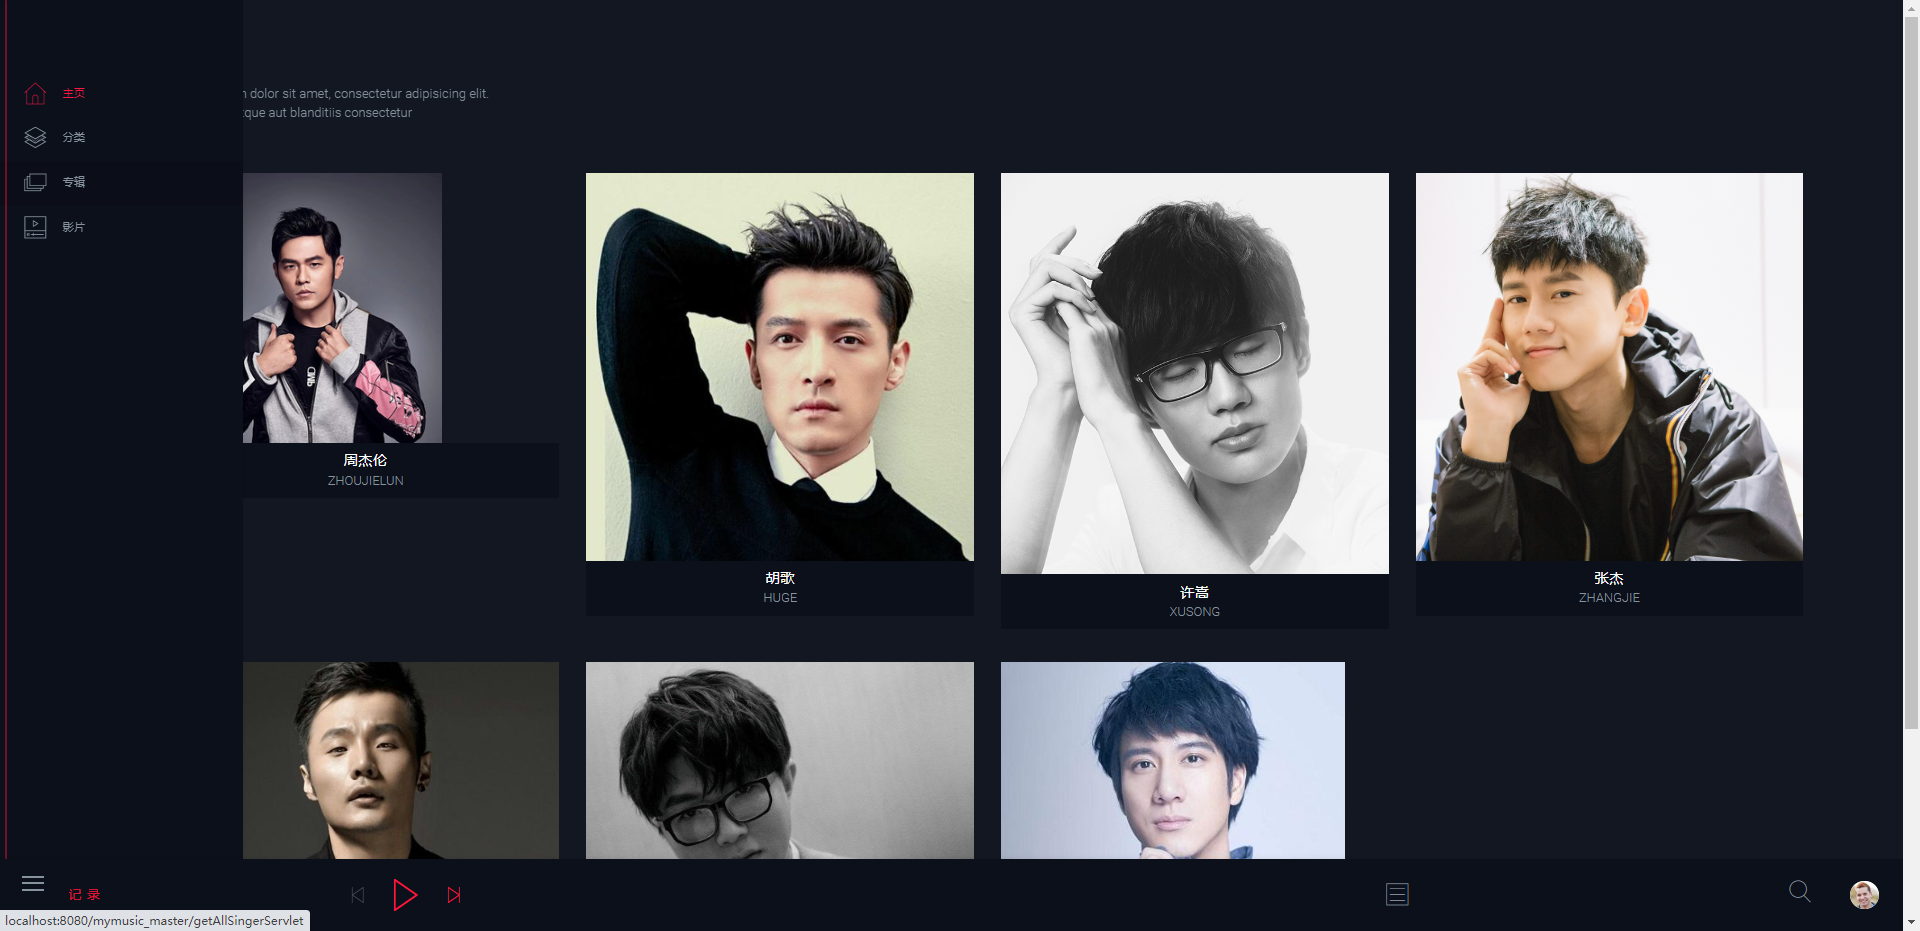 主页
分类
专辑
影片
dolor sit amet, consectetur adipisicing elit.
que aut blanditiis consectetur
周杰伦
ZHOUJIELUN
胡歌
HUGE
许嵩
XUSONG
张杰
ZHANGJIE
记 录
localhost:8080/mymusic_master/getAllSingerServlet